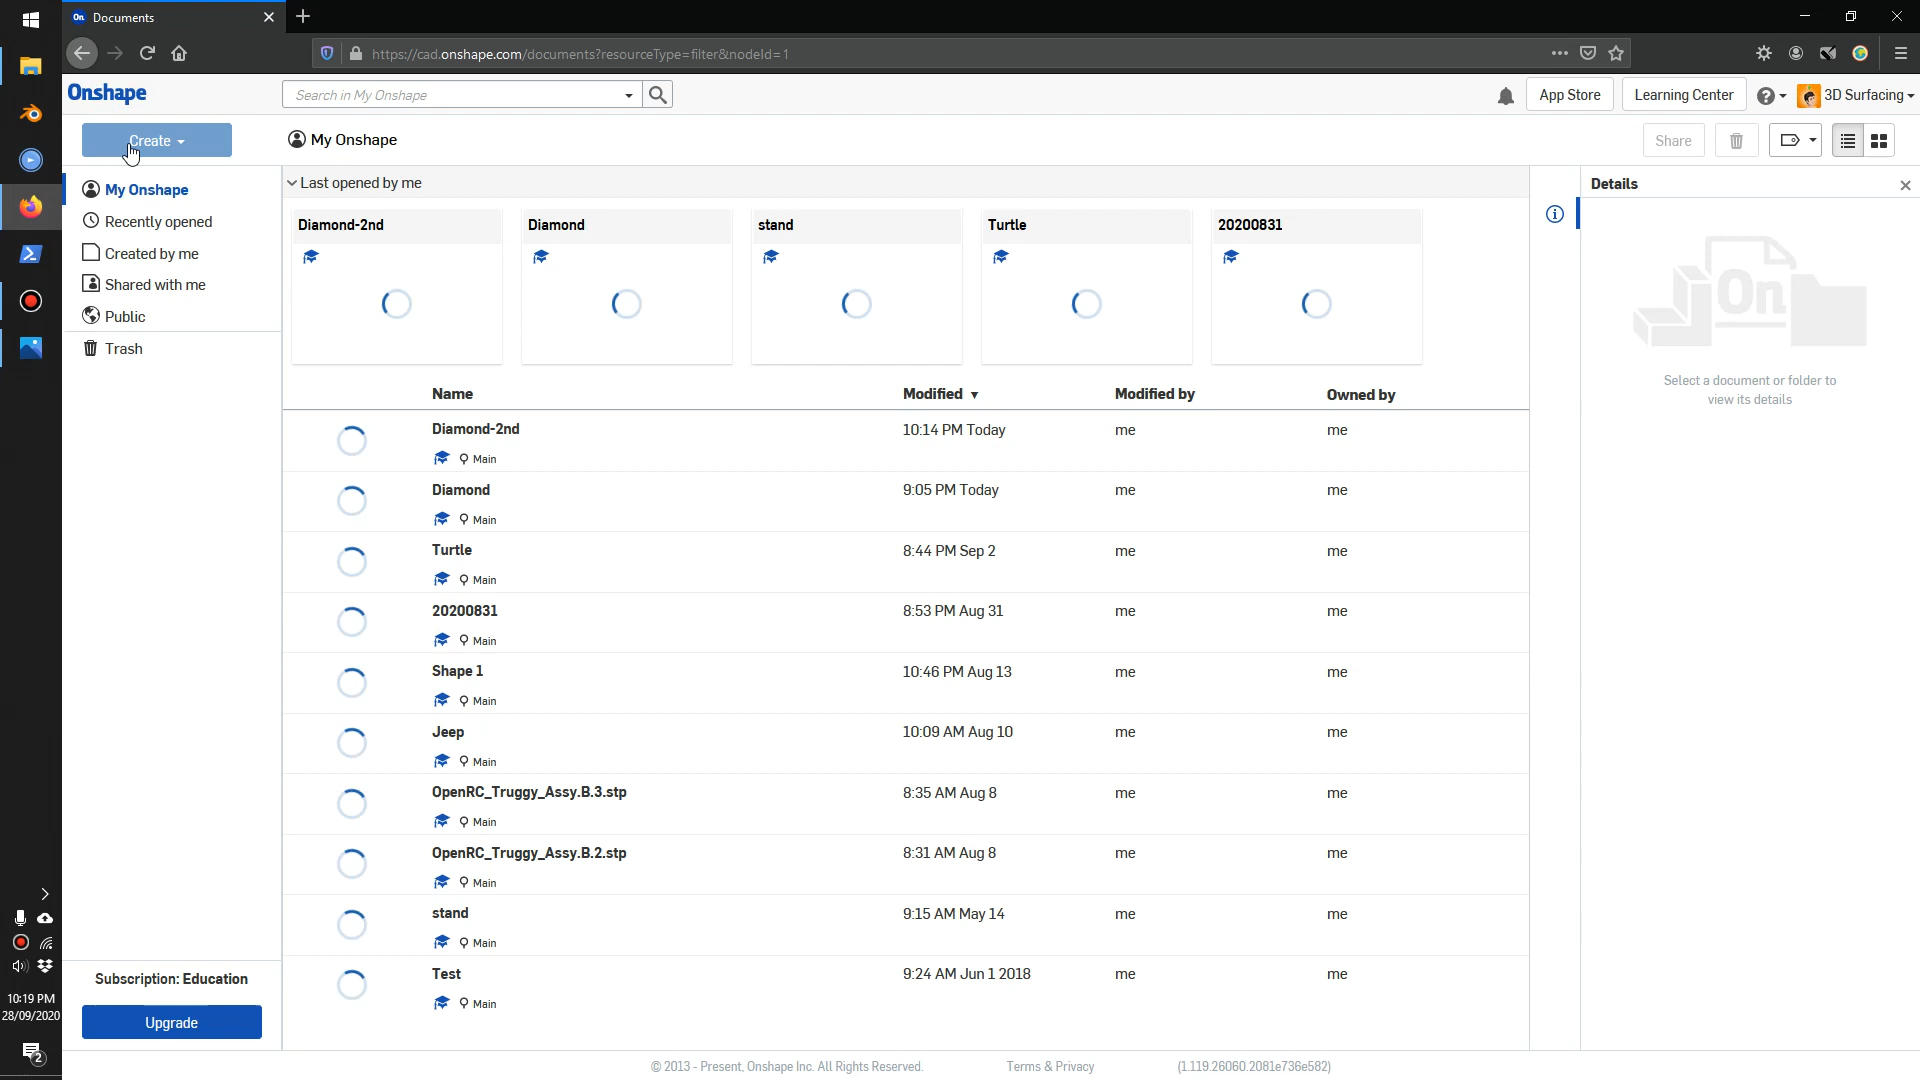 Documents
https://cad.onshape.com/documents?resourceType=filter&nodeId=1
Onshape
Search in My Onshape
App Store
Learning Center
3D Surfacing
Create
My Onshape
Share
My Onshape
Recently opened
Created by me
Shared with me
Public
Trash
Last opened by me
Diamond-2nd
Diamond
stand
Turtle
20200831
Details
On
Select a document or folder to
view its details
Name Modified Modified by Owned by
Diamond-2nd 10:14 PM Today me me
Main
Diamond 9:05 PM Today me me
Main
Turtle 8:44 PM Sep 2 me me
Main
20200831 8:53 PM Aug 31 me me
Main
Shape 1 10:46 PM Aug 13 me me
Main
Jeep 10:09 AM Aug 10 me me
Main
OpenRC_Truggy_Assy.B.3.stp 8:35 AM Aug 8 me me
Main
OpenRC_Truggy_Assy.B.2.stp 8:31 AM Aug 8 me me
Main
stand 9:15 AM May 14 me me
Main
Test 9:24 AM Jun 1 2018 me me
Main
Subscription: Education
Upgrade
10:19 PM
28/09/2020
2
© 2013 - Present, Onshape Inc. All Rights Reserved.
Terms & Privacy
(1.119.26060.2081e736e582)